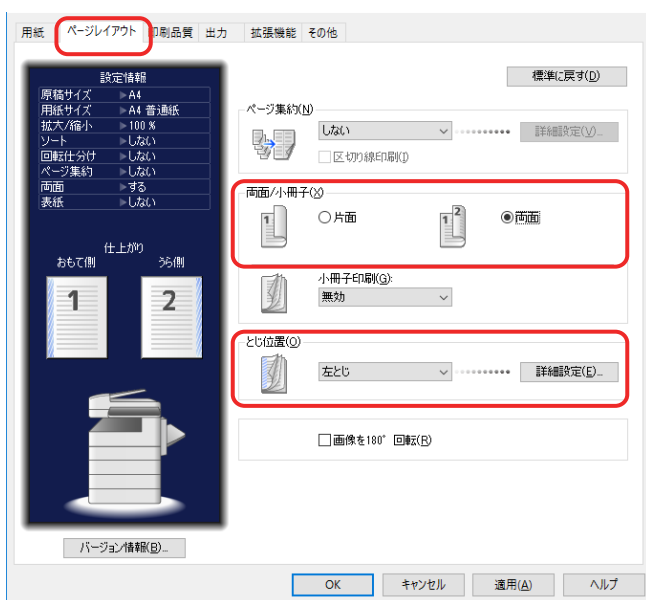 用紙 ページレイアウト 印刷品質 出力 拡張機能 その他
設定情報
原稿サイズ ▶A4
用紙サイズ ▶A4 普通紙
拡大/縮小 ▶100 %
ソート ▶しない
回転仕分け ▶しない
ページ集約 ▶しない
両面 ▶する
表紙 ▶しない
仕上がり
おもて側 うら側
1 2
バージョン情報(B)...
標準に戻す(D)
ページ集約(N)
しない 詳細設定(V)...
区切り線印刷(I)
両面/小冊子(X)
1 片面 1 2 両面
小冊子印刷(G):
無効
とじ位置(O)
左とじ 詳細設定(E)...
画像を180° 回転(R)
OK キャンセル 適用(A) ヘルプ